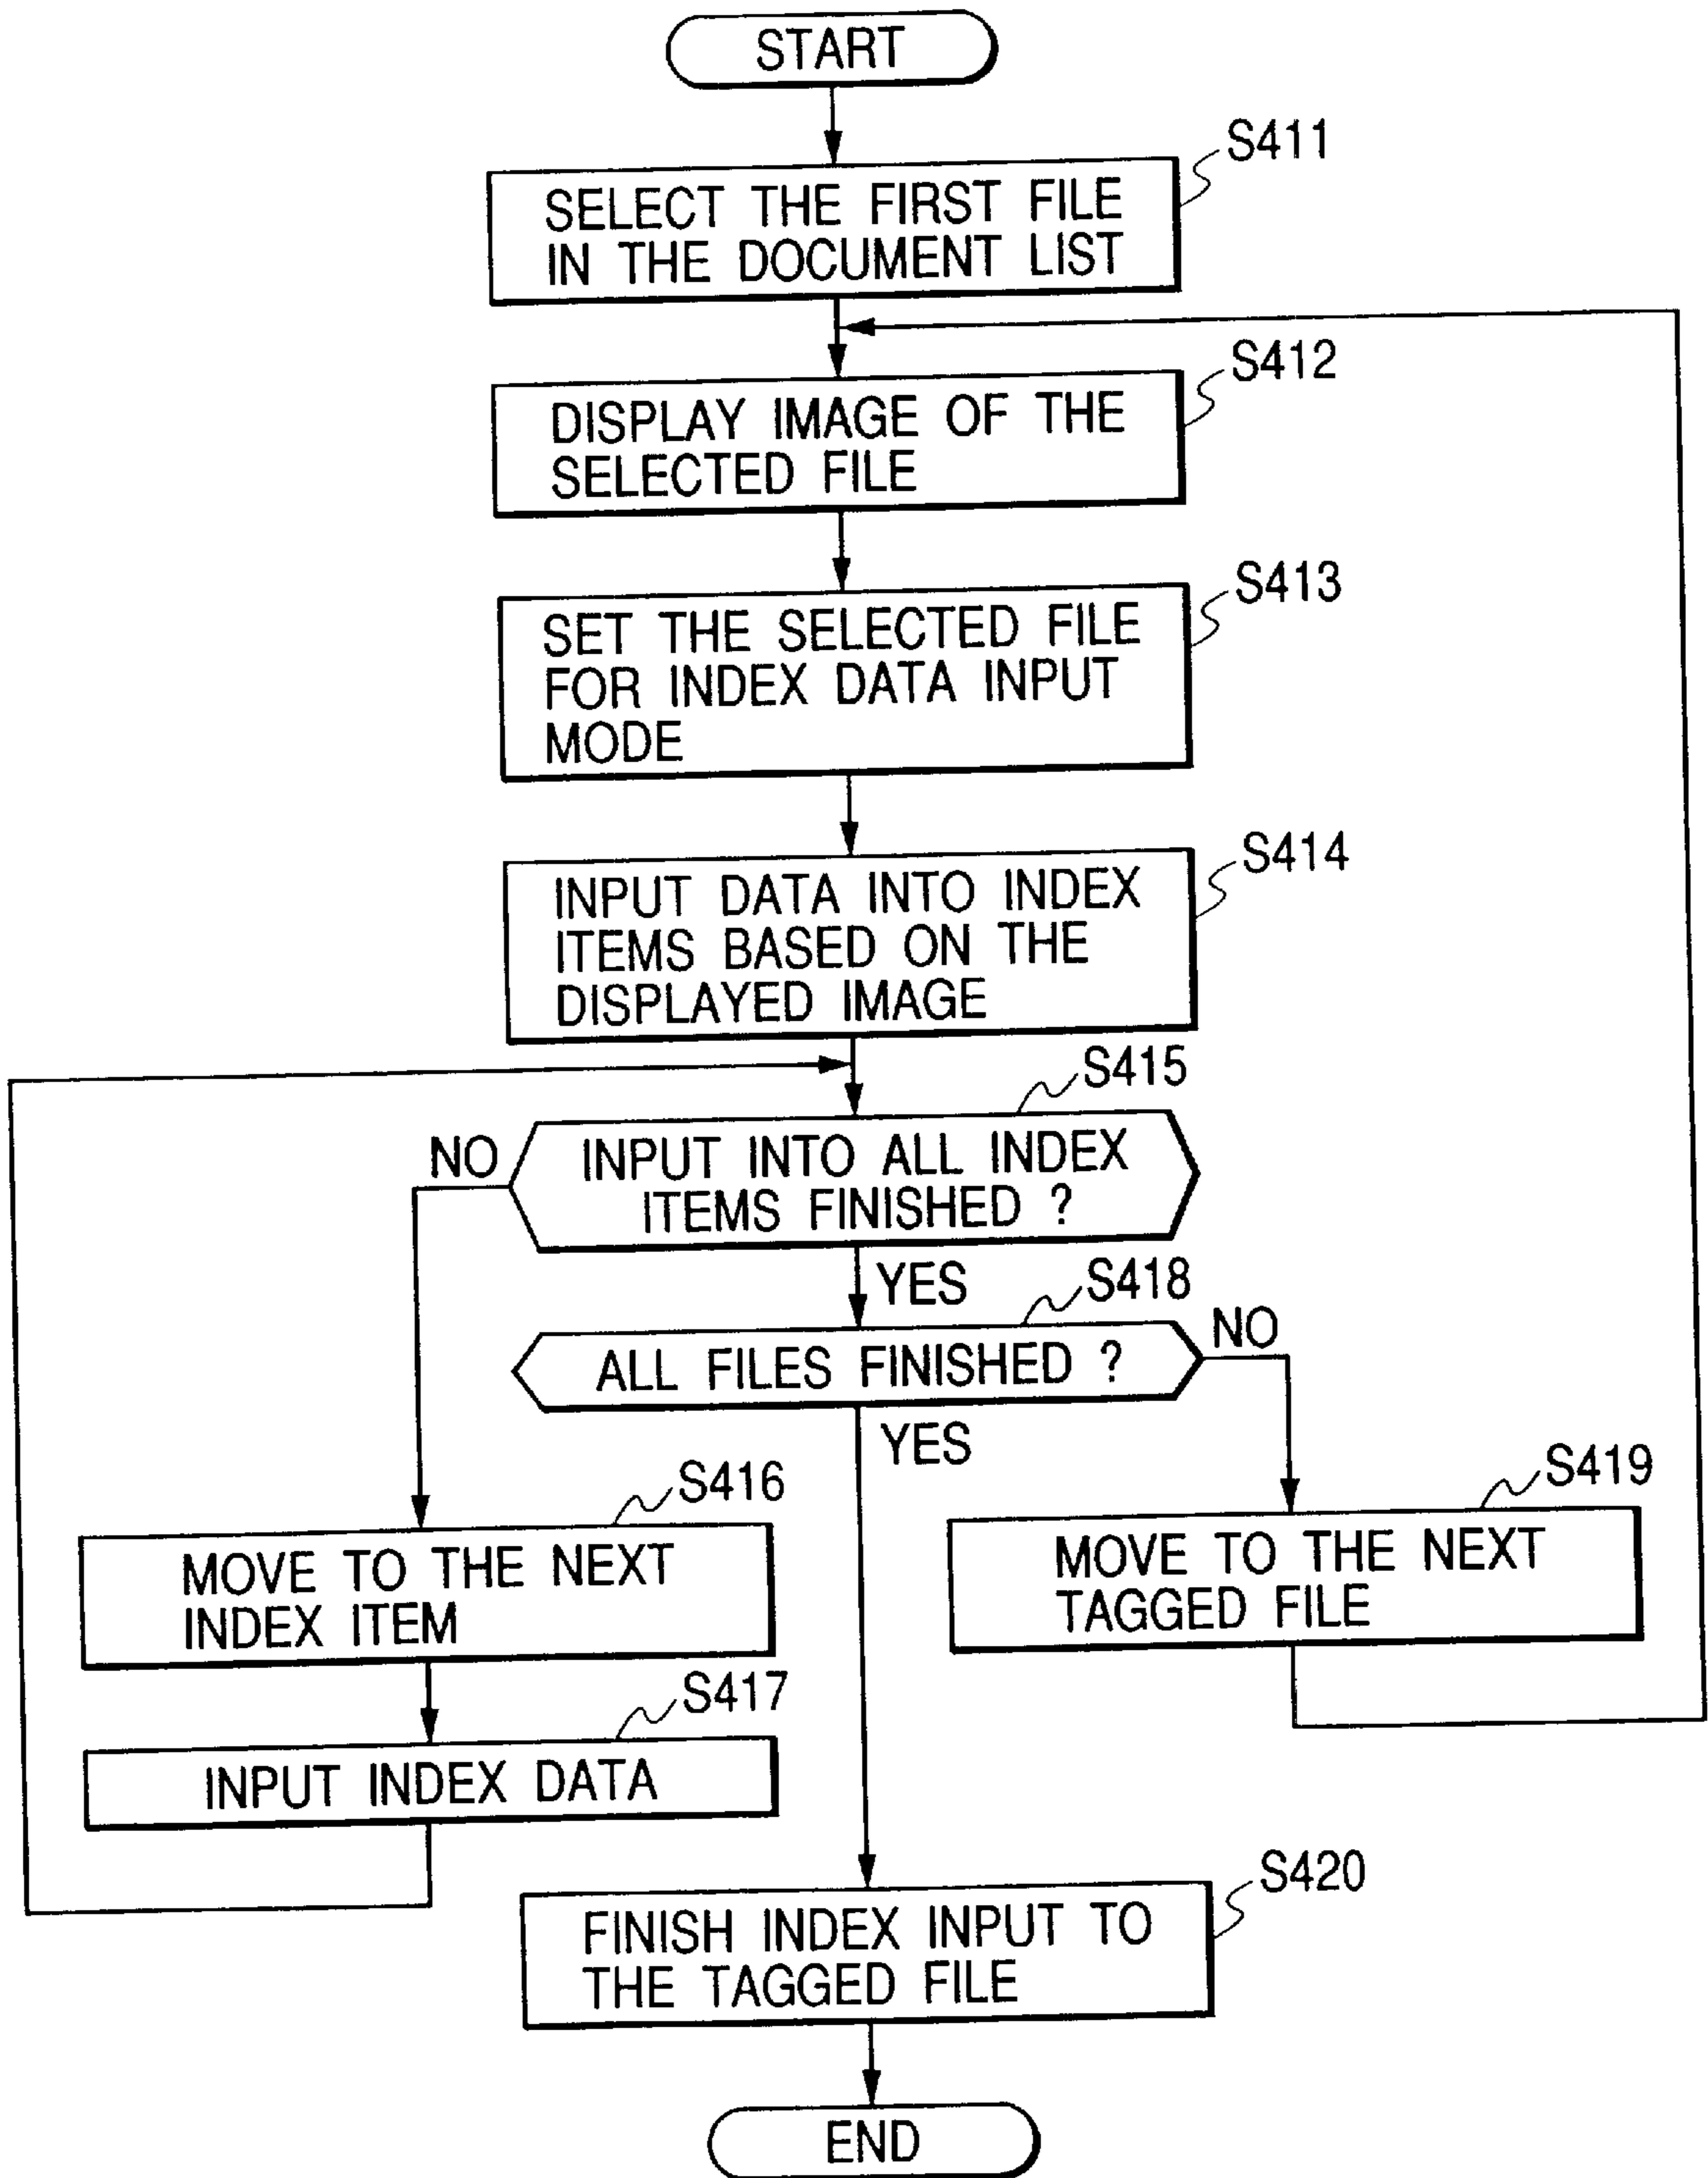 START
S411
SELECT THE FIRST FILE
IN THE DOCUMENT LIST
S412
DISPLAY IMAGE OF THE
SELECTED FILE
S413
SET THE SELECTED FILE
FOR INDEX DATA INPUT
MODE
S414
INPUT DATA INTO INDEX
ITEMS BASED ON THE
DISPLAYED IMAGE
S415
NO
INPUT INTO ALL INDEX
ITEMS FINISHED ?
YES
S418
NO
ALL FILES FINISHED ?
YES
S416
MOVE TO THE NEXT
INDEX ITEM
S419
MOVE TO THE NEXT
TAGGED FILE
S417
INPUT INDEX DATA
S420
FINISH INDEX INPUT TO
THE TAGGED FILE
END